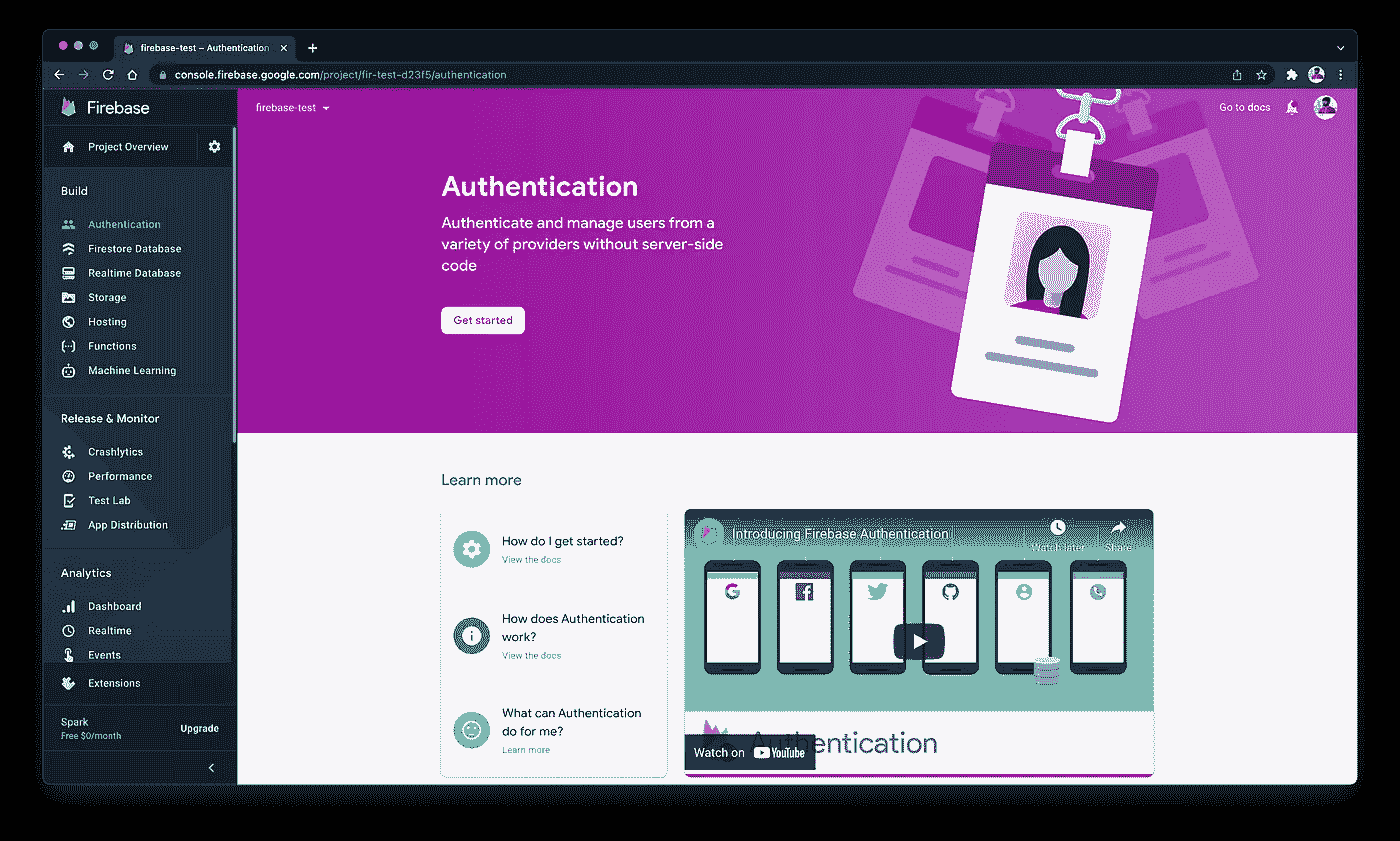 firebase-test – Authentication
console.firebase.google.com/project/fir-test-d23f5/authentication
Firebase
Project Overview
Build
Authentication
Firestore Database
Realtime Database
Storage
Hosting
Functions
Machine Learning
Release & Monitor
Crashlytics
Performance
Test Lab
App Distribution
Analytics
Dashboard
Realtime
Events
Extensions
Spark
Free $0/month
Upgrade
firebase-test
Go to docs
Authentication
Authenticate and manage users from a
variety of providers without server-side
code
Get started
Learn more
How do I get started?
View the docs
How does Authentication
work?
View the docs
What can Authentication
do for me?
Learn more
Introducing Firebase Authentication
Watch later
Share
Authentication
Watch on YouTube